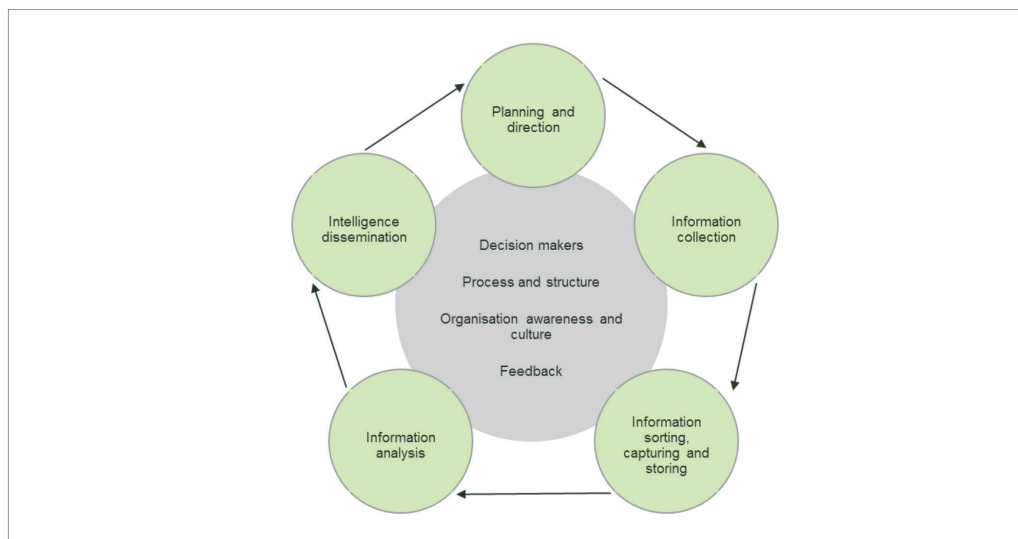 Planning and
direction
Information
collection
Information
sorting,
capturing and
storing
Information
analysis
Intelligence
dissemination
Decision makers
Process and structure
Organisation awareness and
culture
Feedback